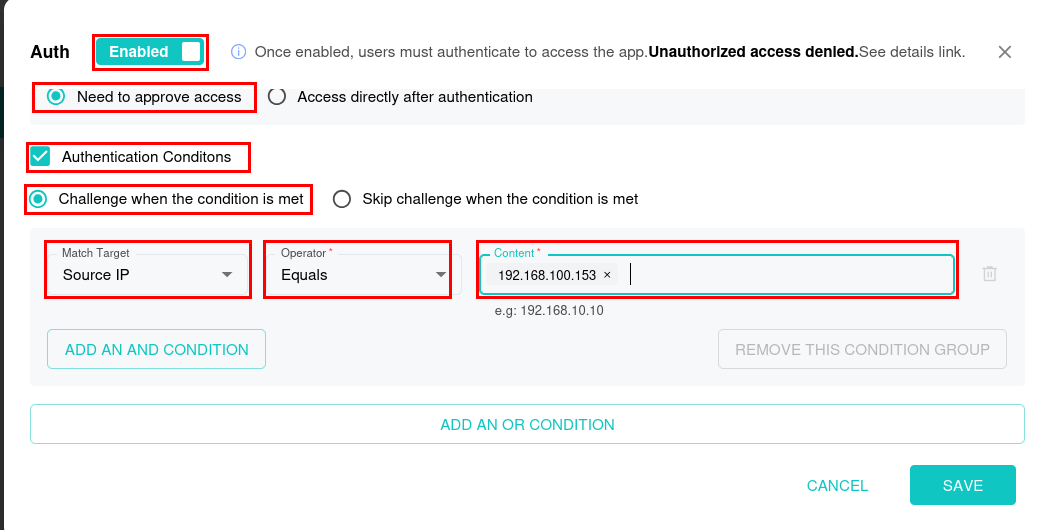 Auth Enabled Once enabled, users must authenticate to access the app.Unauthorized access denied.See details link.
Need to approve access Access directly after authentication
Authentication Conditons
Challenge when the condition is met Skip challenge when the condition is met
Match Target Operator * Content *
Source IP Equals 192.168.100.153 ×
e.g: 192.168.10.10
ADD AN AND CONDITION REMOVE THIS CONDITION GROUP
ADD AN OR CONDITION
CANCEL SAVE